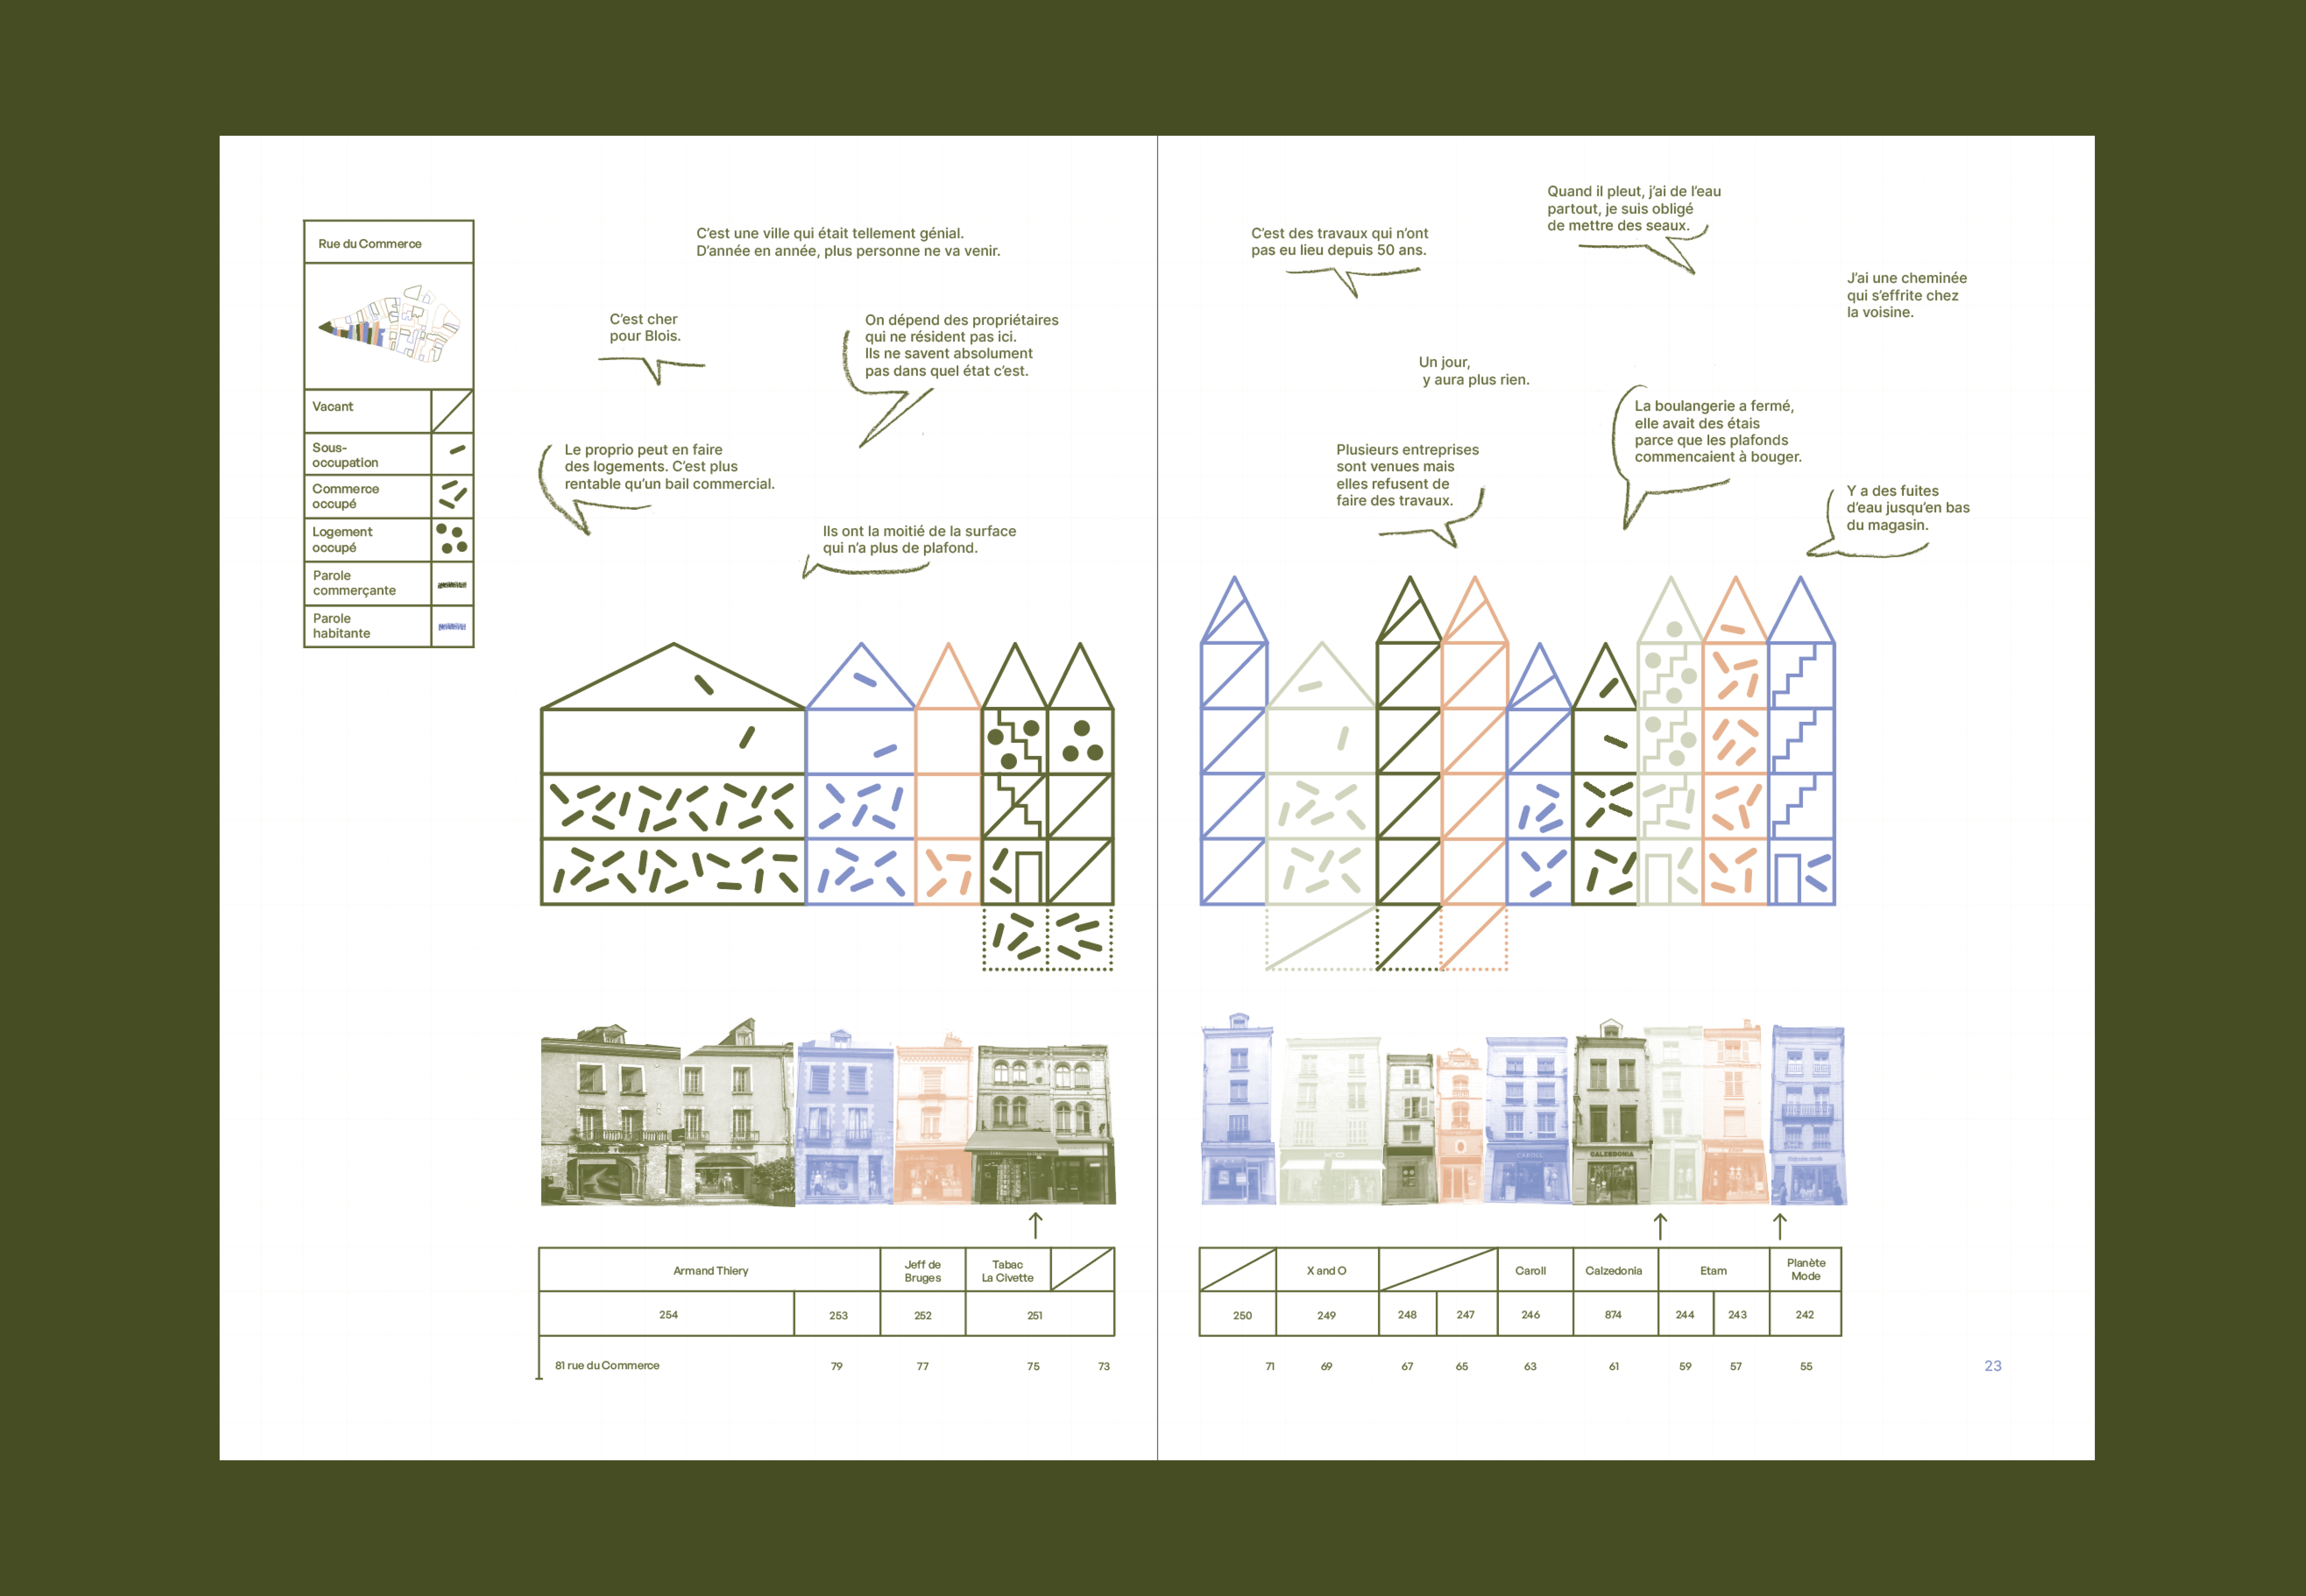 Rue du Commerce
Vacant
Sous-
occupation
Commerce
occupé
Logement
occupé
Parole
commerçante
Parole
habitante
C'est une ville qui était tellement génial.
D'année en année, plus personne ne va venir.
C'est cher
pour Blois.
On dépend des propriétaires
qui ne résident pas ici.
Ils ne savent absolument
pas dans quel état c'est.
Le proprio peut en faire
des logements. C'est plus
rentable qu'un bail commercial.
Ils ont la moitié de la surface
qui n'a plus de plafond.
Armand Thiery
Jeff de
Bruges
Tabac
La Civette
254
253
252
251
81 rue du Commerce
79
77
75
73
C'est des travaux qui n'ont
pas eu lieu depuis 50 ans.
Quand il pleut, j'ai de l'eau
partout, je suis obligé
de mettre des seaux.
J'ai une cheminée
qui s'effrite chez
la voisine.
Un jour,
y aura plus rien.
La boulangerie a fermé,
elle avait des étais
parce que les plafonds
commencaient à bouger.
Plusieurs entreprises
sont venues mais
elles refusent de
faire des travaux.
Y a des fuites
d'eau jusqu'en bas
du magasin.
CAROLL
CALZEDONIA
X and O
Caroll
Calzedonia
Etam
Planète
Mode
250
249
248
247
246
874
244
243
242
71
69
67
65
63
61
59
57
55
23